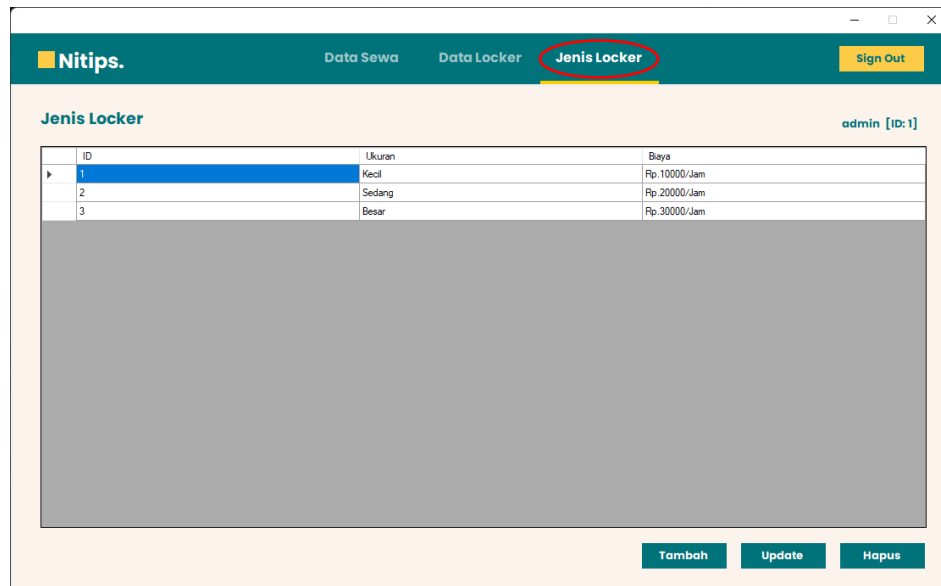 Nitips. Data Sewa Data Locker Jenis Locker Sign Out
Jenis Locker admin [ID: 1]
ID Ukuran Biaya
1 Kecil Rp.10000/Jam
2 Sedang Rp.20000/Jam
3 Besar Rp.30000/Jam
Tambah Update Hapus